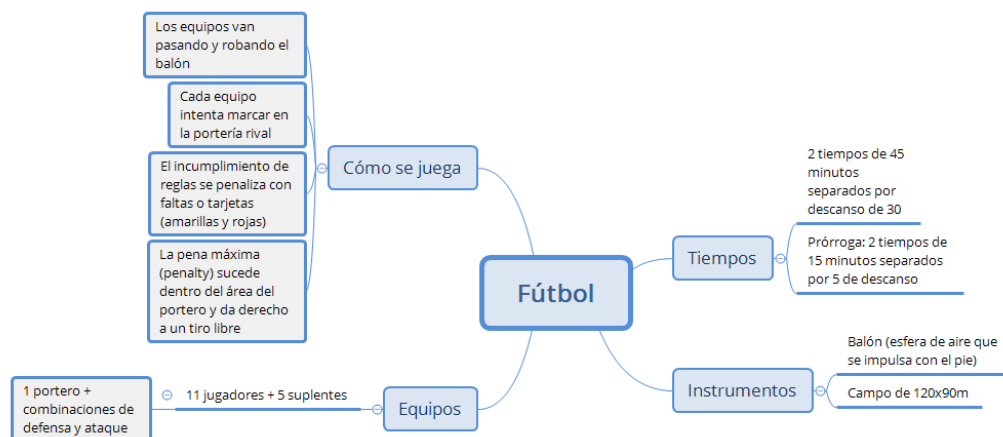 Los equipos van
pasando y robando el
balón
Cada equipo
intenta marcar en
la portería rival
El incumplimiento de
reglas se penaliza con
faltas o tarjetas
(amarillas y rojas)
La pena máxima
(penalty) sucede
dentro del área del
portero y da derecho
a un tiro libre
Cómo se juega
Fútbol
Tiempos
2 tiempos de 45
minutos
separados por
descanso de 30
Prórroga: 2 tiempos de
15 minutos separados
por 5 de descanso
Instrumentos
Balón (esfera de aire que
se impulsa con el pie)
Campo de 120x90m
Equipos
11 jugadores + 5 suplentes
1 portero +
combinaciones de
defensa y ataque